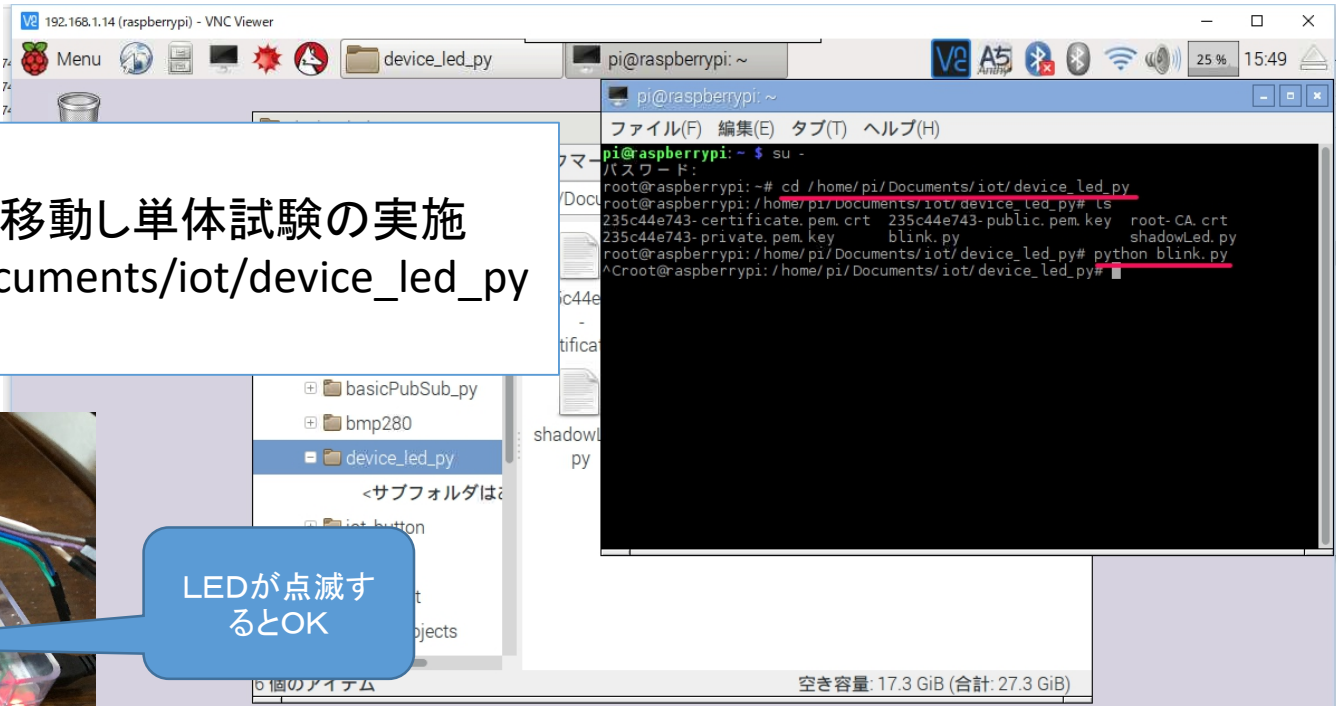 192.168.1.14 (raspberrypi) - VNC Viewer
Menu
device_led_py
pi@raspberrypi: ~
25 %
15:49
pi@raspberrypi: ~
ファイル(F) 編集(E) タブ(T) ヘルプ(H)
pi@raspberrypi:~ $ su -
パスワード:
root@raspberrypi:~# cd /home/pi/Documents/iot/device_led_py
root@raspberrypi:/home/pi/Documents/iot/device_led_py# ls
235c44e743-certificate.pem.crt 235c44e743-public.pem.key root-CA.crt
235c44e743-private.pem.key blink.py shadowLed.py
root@raspberrypi:/home/pi/Documents/iot/device_led_py# python blink.py
^Croot@raspberrypi:/home/pi/Documents/iot/device_led_py#
移動し単体試験の実施
cuments/iot/device_led_py
basicPubSub_py
bmp280
device_led_py
<サブフォルダは
iot_button
LEDが点滅す
るとOK
6 個のアイテム
空き容量: 17.3 GiB (合計: 27.3 GiB)